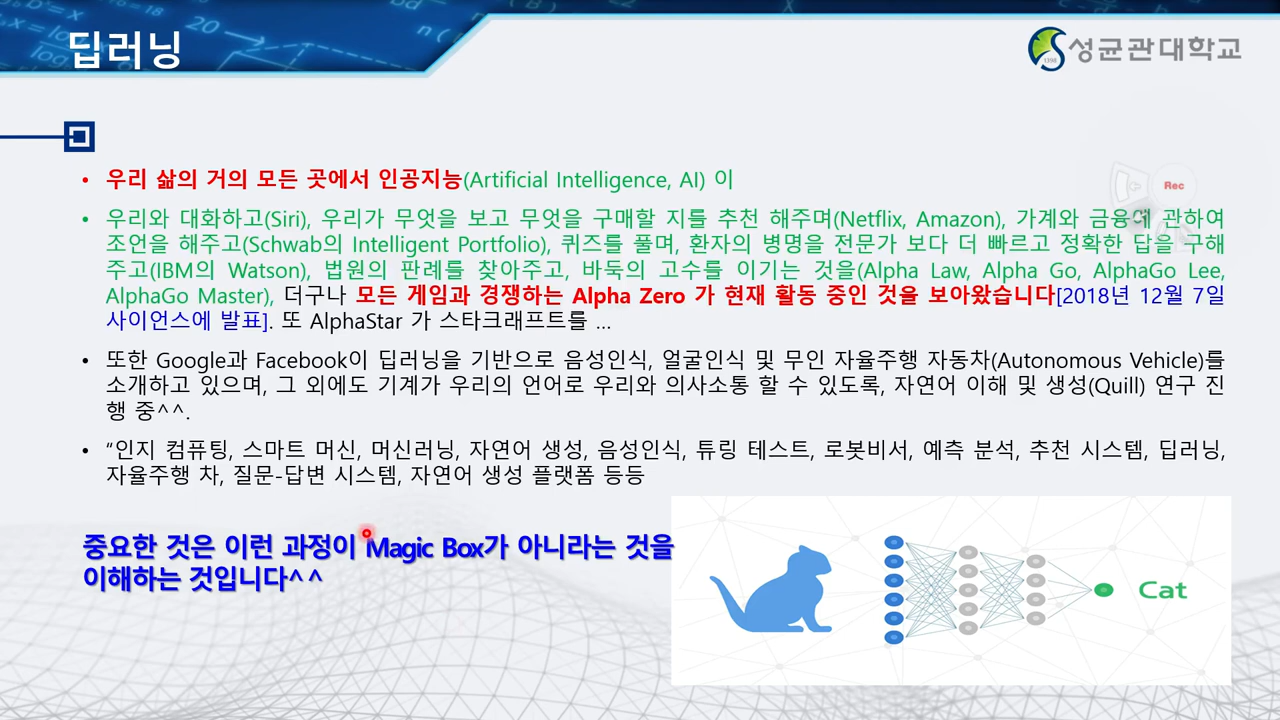 딥러닝
성균관대학교
1398
Rec
• 우리 삶의 거의 모든 곳에서 인공지능(Artificial Intelligence, AI) 이
• 우리와 대화하고(Siri), 우리가 무엇을 보고 무엇을 구매할 지를 추천 해주며(Netflix, Amazon), 가계와 금융에 관하여
조언을 해주고(Schwab의 Intelligent Portfolio), 퀴즈를 풀며, 환자의 병명을 전문가 보다 더 빠르고 정확한 답을 구해
주고(IBM의 Watson), 법원의 판례를 찾아주고, 바둑의 고수를 이기는 것을(Alpha Law, Alpha Go, AlphaGo Lee,
AlphaGo Master), 더구나 모든 게임과 경쟁하는 Alpha Zero 가 현재 활동 중인 것을 보아왔습니다[2018년 12월 7일
사이언스에 발표]. 또 AlphaStar 가 스타크래프트를 ...
• 또한 Google과 Facebook이 딥러닝을 기반으로 음성인식, 얼굴인식 및 무인 자율주행 자동차(Autonomous Vehicle)를
소개하고 있으며, 그 외에도 기계가 우리의 언어로 우리와 의사소통 할 수 있도록, 자연어 이해 및 생성(Quill) 연구 진
행 중^^.
• “인지 컴퓨팅, 스마트 머신, 머신러닝, 자연어 생성, 음성인식, 튜링 테스트, 로봇비서, 예측 분석, 추천 시스템, 딥러닝,
자율주행 차, 질문-답변 시스템, 자연어 생성 플랫폼 등등
중요한 것은 이런 과정이 Magic Box가 아니라는 것을
이해하는 것입니다^^
Cat